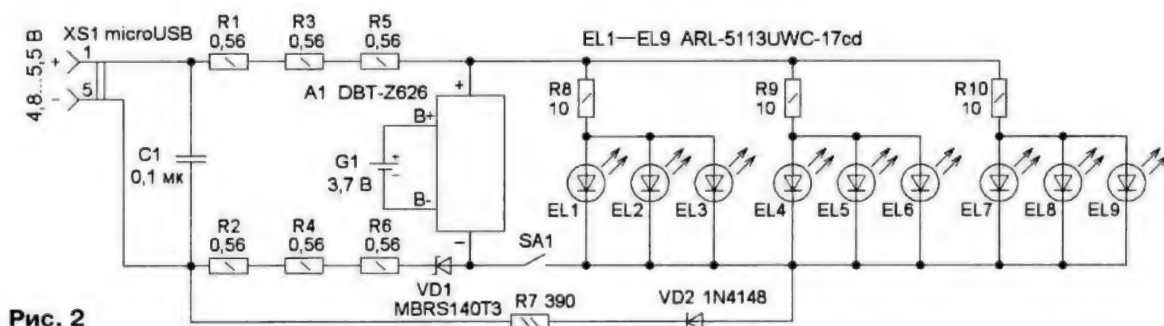 XS1 microUSB
R1
0,56
R3
0,56
R5
0,56
EL1—EL9 ARL-5113UWC-17cd
4,8...5,5 В
+
1
−
5
A1 DBT-Z626
+
B+
B-
−
G1
3,7 В
+
−
C1
0,1 мк
R8
10
R9
10
R10
10
EL1
EL2
EL3
EL4
EL5
EL6
EL7
EL8
EL9
R2
0,56
R4
0,56
R6
0,56
SA1
VD1
MBRS140T3
R7 390
VD2 1N4148
Рис. 2